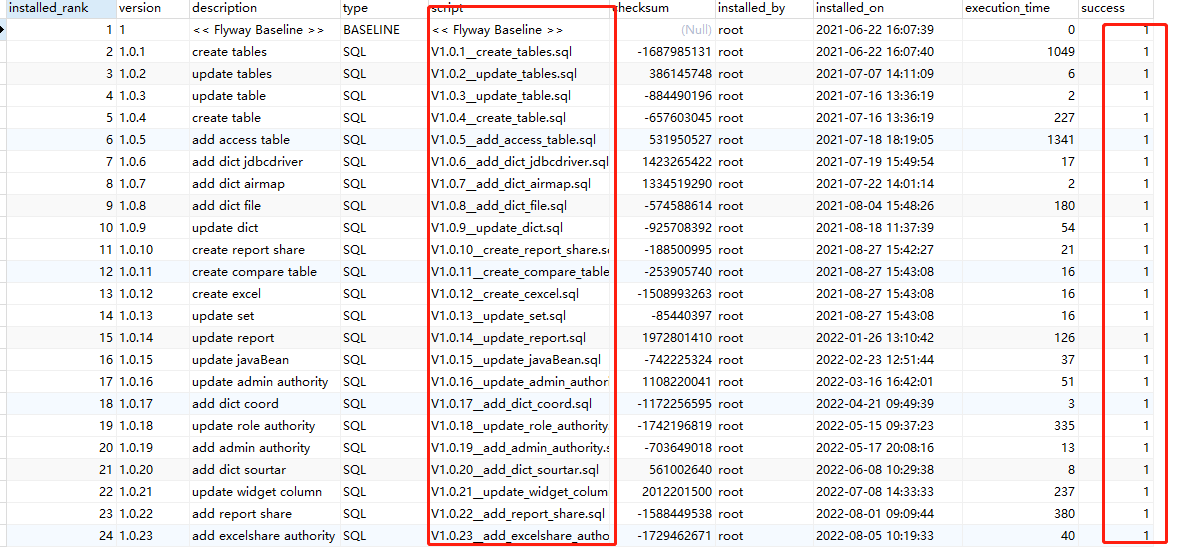 installed_rank version description type script checksum installed_by installed_on execution_time success
1 1 << Flyway Baseline >> BASELINE << Flyway Baseline >> (Null) root 2021-06-22 16:07:39 0 1
2 1.0.1 create tables SQL V1.0.1__create_tables.sql -1687985131 root 2021-06-22 16:07:40 1049 1
3 1.0.2 update tables SQL V1.0.2__update_tables.sql 386145748 root 2021-07-07 14:11:09 6 1
4 1.0.3 update table SQL V1.0.3__update_table.sql -884490196 root 2021-07-16 13:36:19 2 1
5 1.0.4 create table SQL V1.0.4__create_table.sql -657603045 root 2021-07-16 13:36:19 227 1
6 1.0.5 add access table SQL V1.0.5__add_access_table.sql 531950527 root 2021-07-18 18:19:05 1341 1
7 1.0.6 add dict jdbcdriver SQL V1.0.6__add_dict_jdbcdriver.sql 1423265422 root 2021-07-19 15:49:54 17 1
8 1.0.7 add dict airmap SQL V1.0.7__add_dict_airmap.sql 1334519290 root 2021-07-22 14:01:14 2 1
9 1.0.8 add dict file SQL V1.0.8__add_dict_file.sql -574588614 root 2021-08-04 15:48:26 180 1
10 1.0.9 update dict SQL V1.0.9__update_dict.sql -925708392 root 2021-08-18 11:37:39 54 1
11 1.0.10 create report share SQL V1.0.10__create_report_share.s -188500995 root 2021-08-27 15:42:27 21 1
12 1.0.11 create compare table SQL V1.0.11__create_compare_table -253905740 root 2021-08-27 15:43:08 16 1
13 1.0.12 create excel SQL V1.0.12__create_cexcel.sql -1508993263 root 2021-08-27 15:43:08 16 1
14 1.0.13 update set SQL V1.0.13__update_set.sql -85440397 root 2021-08-27 15:43:08 16 1
15 1.0.14 update report SQL V1.0.14__update_report.sql 1972801410 root 2022-01-26 13:10:42 126 1
16 1.0.15 update javaBean SQL V1.0.15__update_javaBean.sql -742225324 root 2022-02-23 12:51:44 37 1
17 1.0.16 update admin authority SQL V1.0.16__update_admin_authori 1108220041 root 2022-03-16 16:42:01 51 1
18 1.0.17 add dict coord SQL V1.0.17__add_dict_coord.sql -1172256595 root 2022-04-21 09:49:39 3 1
19 1.0.18 update role authority SQL V1.0.18__update_role_authority. -1742196819 root 2022-05-15 09:37:23 335 1
20 1.0.19 add admin authority SQL V1.0.19__add_admin_authority.s -703649018 root 2022-05-17 20:08:16 13 1
21 1.0.20 add dict sourtar SQL V1.0.20__add_dict_sourtar.sql 561002640 root 2022-06-08 10:29:38 8 1
22 1.0.21 update widget column SQL V1.0.21__update_widget_colum 2012201500 root 2022-07-08 14:33:33 237 1
23 1.0.22 add report share SQL V1.0.22__add_report_share.sql -1588449538 root 2022-08-01 09:09:44 380 1
24 1.0.23 add excelshare authority SQL V1.0.23__add_excelshare_autho -1729462671 root 2022-08-05 10:19:33 40 1